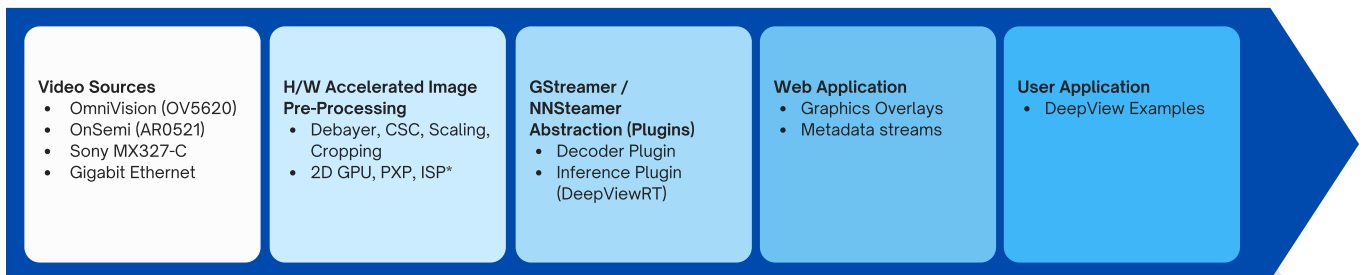 Video Sources
• OmniVision (OV5620)
• OnSemi (AR0521)
• Sony MX327-C
• Gigabit Ethernet
H/W Accelerated Image
Pre-Processing
• Debayer, CSC, Scaling,
Cropping
• 2D GPU, PXP, ISP*
GStreamer /
NNSteamer
Abstraction (Plugins)
• Decoder Plugin
• Inference Plugin
(DeepViewRT)
Web Application
• Graphics Overlays
• Metadata streams
User Application
• DeepView Examples